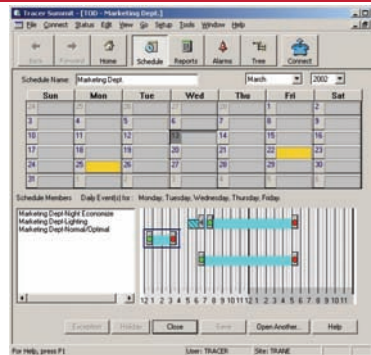 Tracer Summit - [TOD - Marketing Dept.]
File Connect Status Edit View Go Setup Tools Window Help
Back Forward Home Schedule Reports Alarms Tree Connect
Schedule Name: Marketing Dept. March 2002
Sun Mon Tue Wed Thu Fri Sat
24 25 26 27 28 1 2
3 4 5 6 7 8 9
10 11 12 13 14 15 16
17 18 19 20 21 22 23
24 25 26 27 28 29 30
31 1 2 3 4 5 6
Schedule Members Daily Event(s) for : Monday, Tuesday, Wednesday, Thursday, Friday
Marketing Dept-Night Economize
Marketing Dept-Lighting
Marketing Dept-Normal/Optimal
12 1 2 3 4 5 6 7 8 9 10 11 12 1 2 3 4 5 6 7 8 9 10 11
Exception Holiday Close Save Open Another... Help
For Help, press F1 User: TRACER Site: TRANE